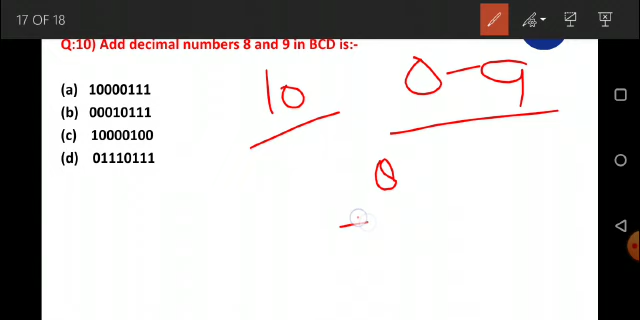 17 OF 18
Q:10) Add decimal numbers 8 and 9 in BCD is:-
(a) 10000111
(b) 00010111
(c) 10000100
(d) 01110111
10
0-9
8